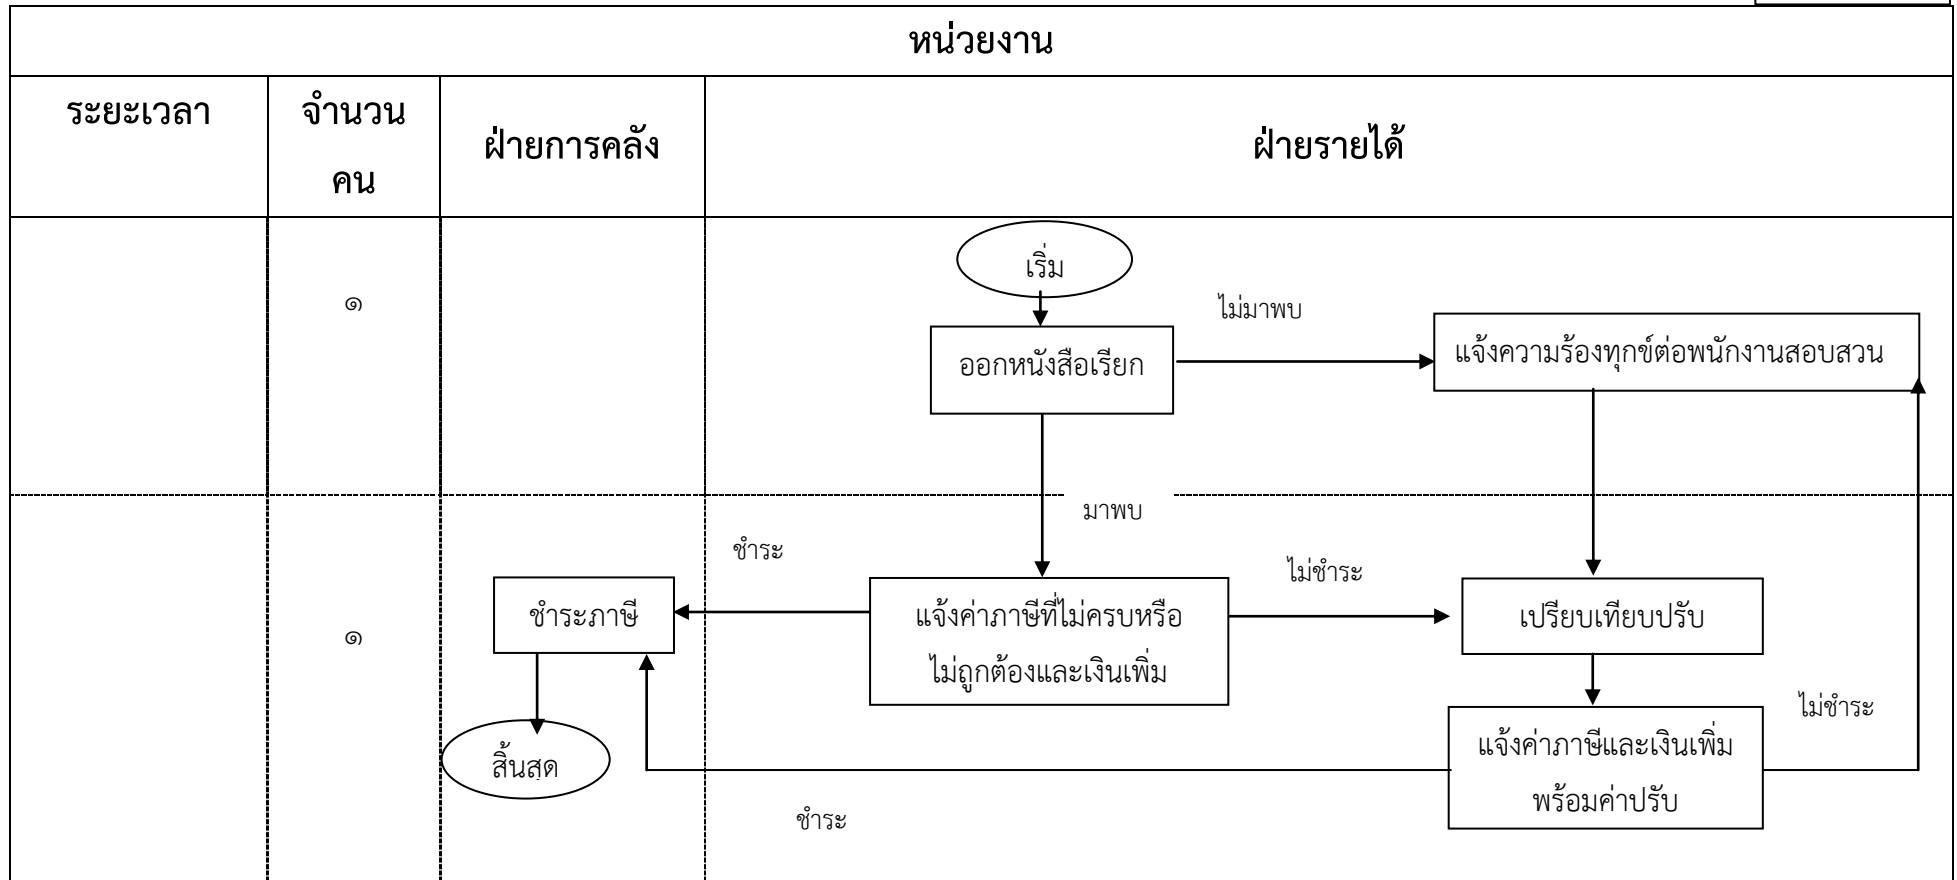 หน่วยงาน
ระยะเวลา
จำนวน
คน
ฝ่ายการคลัง
ฝ่ายรายได้
เริ่ม
๑
ไม่มาพบ
ออกหนังสือเรียก
แจ้งความร้องทุกข์ต่อพนักงานสอบสวน
มาพบ
ชำระ
ไม่ชำระ
ชำระภาษี
แจ้งค่าภาษีที่ไม่ครบหรือ
ไม่ถูกต้องและเงินเพิ่ม
เปรียบเทียบปรับ
๑
ไม่ชำระ
สิ้นสุด
แจ้งค่าภาษีและเงินเพิ่ม
พร้อมค่าปรับ
ชำระ